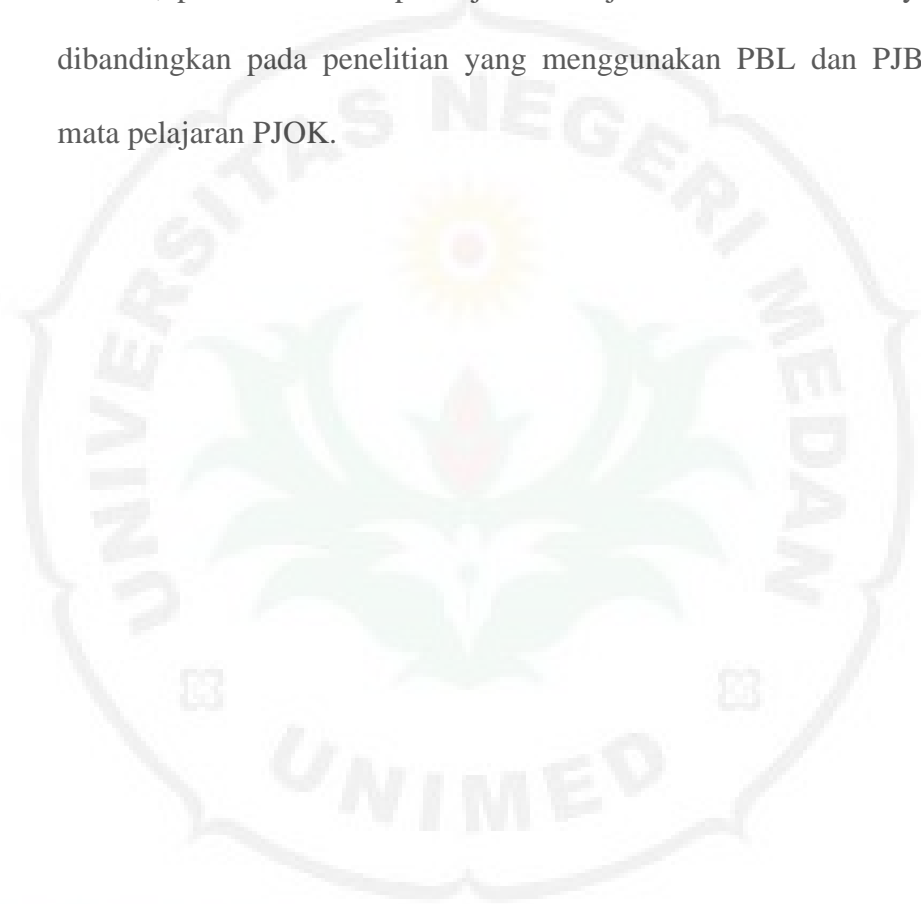 dibandingkan pada penelitian yang menggunakan PBL dan PJB
mata pelajaran PJOK.
UNIVERSITAS NEGERI MEDAN
UNIMED